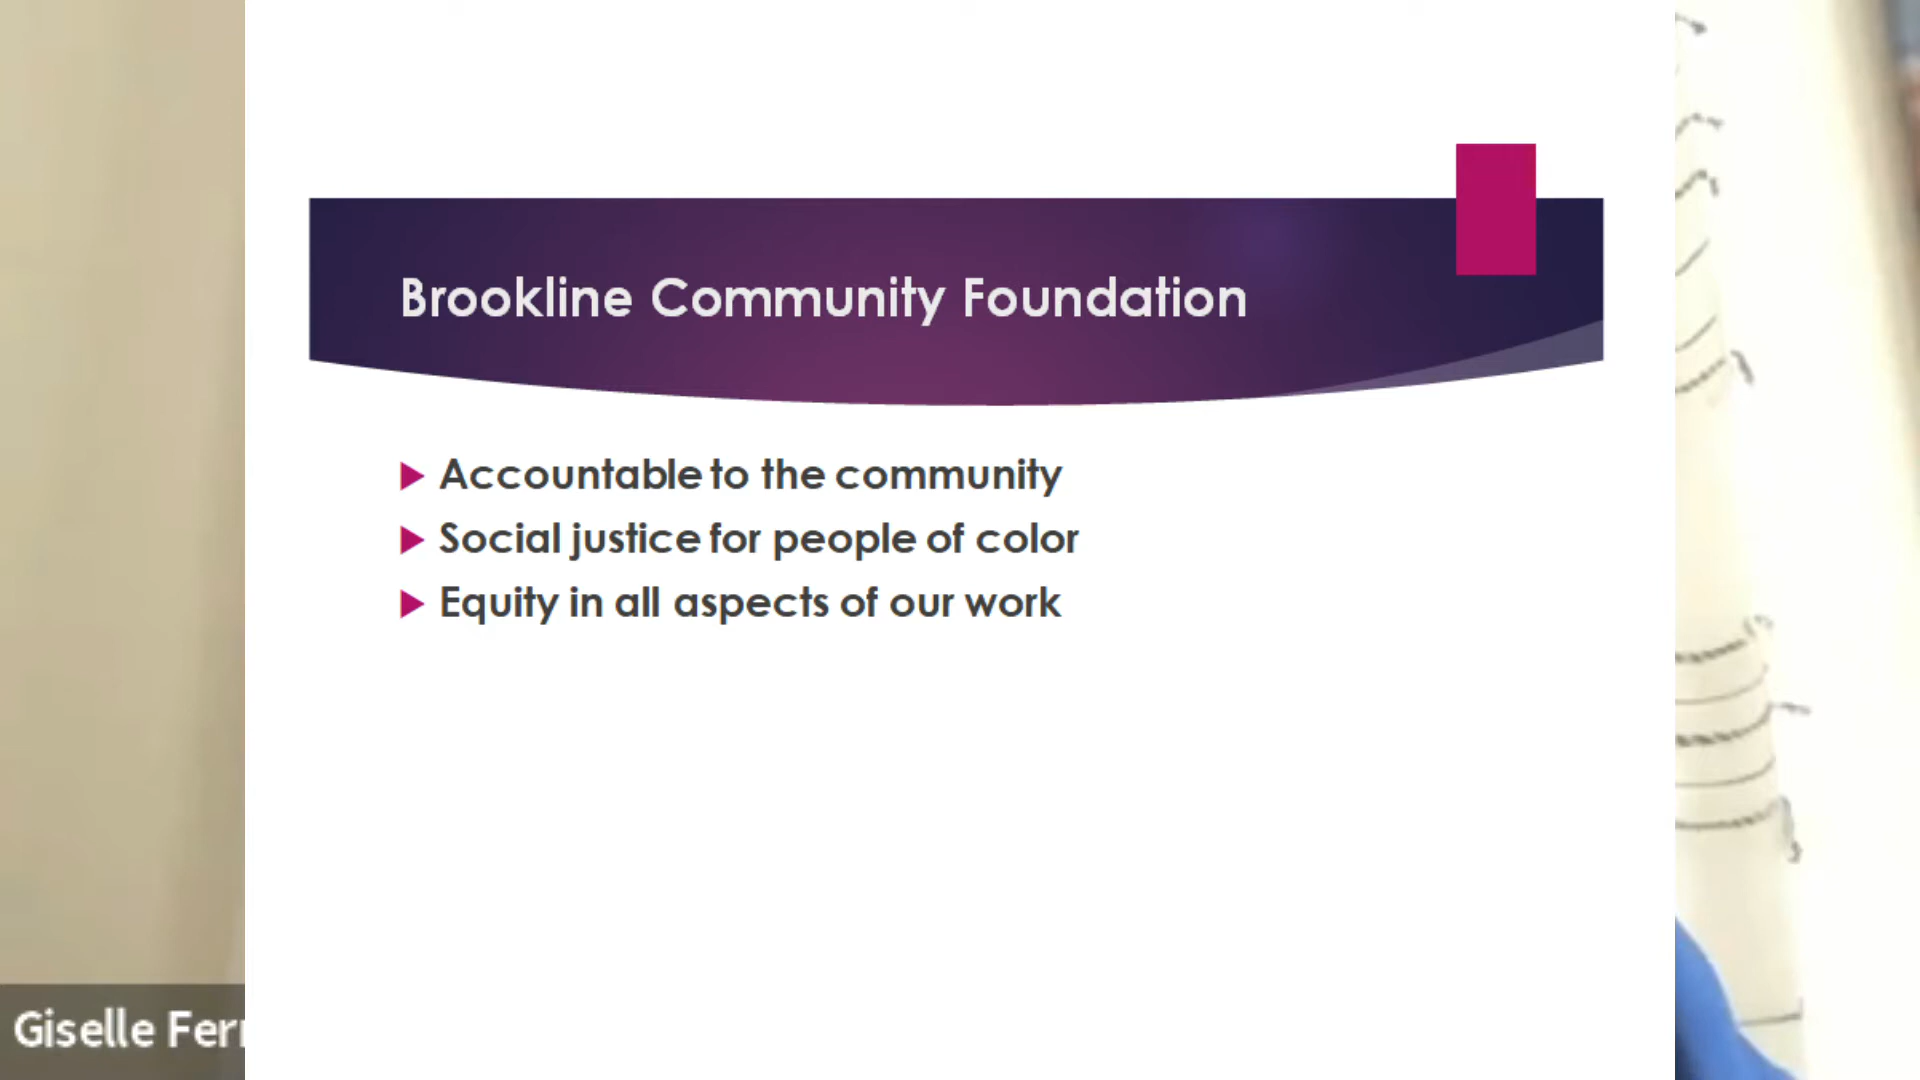 Brookline Community Foundation
Accountable to the community
Social justice for people of color
Equity in all aspects of our work
Giselle